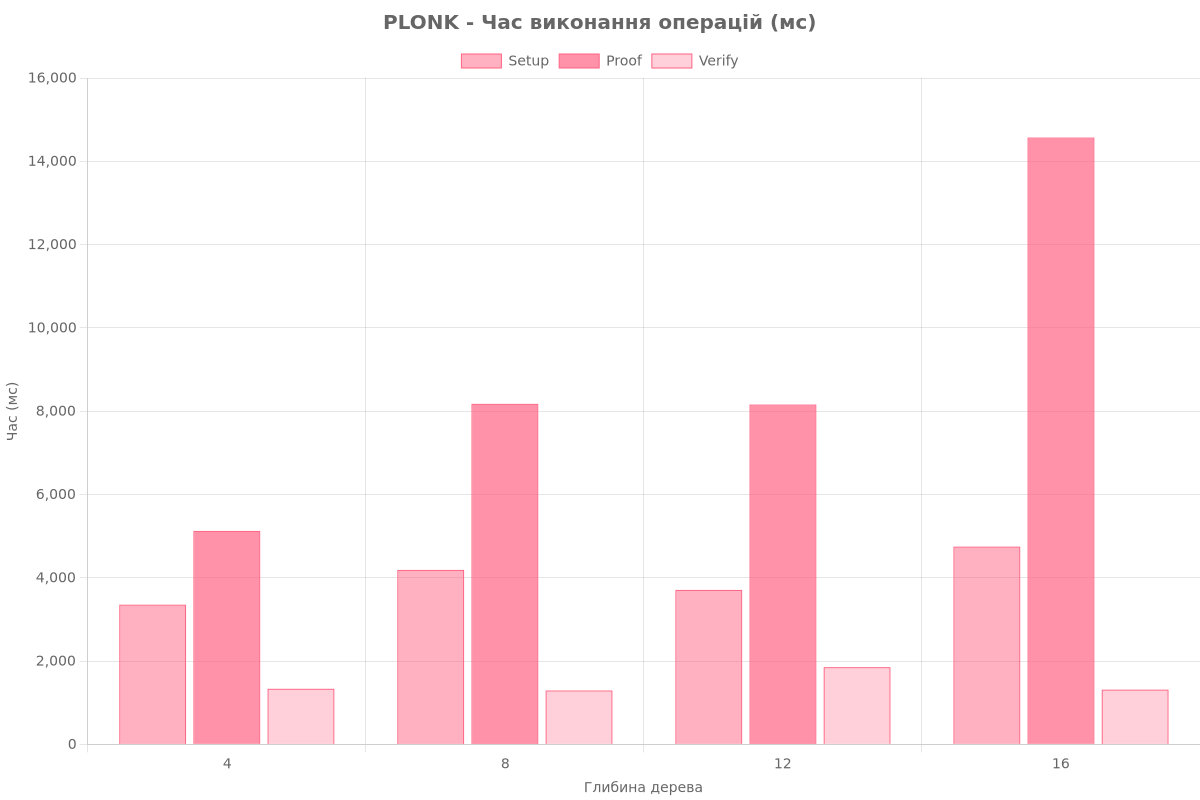 PLONK - Час виконання операцій (мс)
Setup Proof Verify
16,000
14,000
12,000
10,000
8,000
6,000
4,000
2,000
0
Час (мс)
4 8 12 16
Глибина дерева